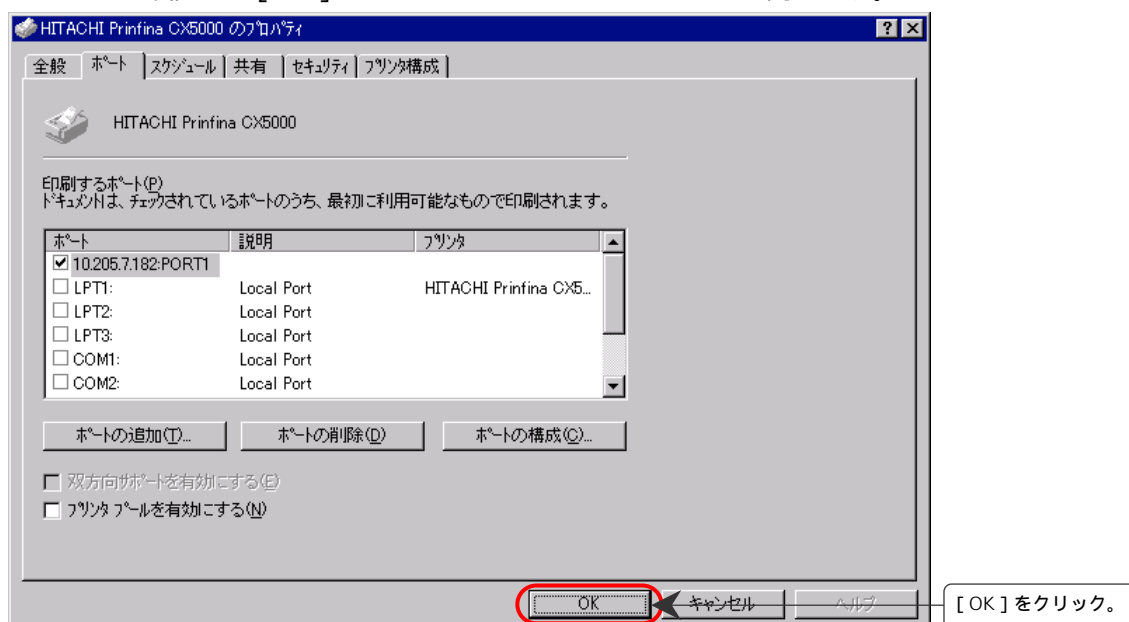 HITACHI Prinfina CX5000 のプロパティ
全般 ポート スケジュール 共有 セキュリティ プリンタ構成
HITACHI Prinfina CX5000
印刷するポート(P)
ドキュメントは、チェックされているポートのうち、最初に利用可能なもので印刷されます。
ポート 説明 プリンタ
10.205.7.182:PORT1
LPT1: Local Port HITACHI Prinfina CX5...
LPT2: Local Port
LPT3: Local Port
COM1: Local Port
COM2: Local Port
ポートの追加(T)... ポートの削除(D) ポートの構成(C)...
双方向サポートを有効にする(E)
プリンタ プールを有効にする(N)
OK キャンセル ヘルプ
[ OK ] をクリック。